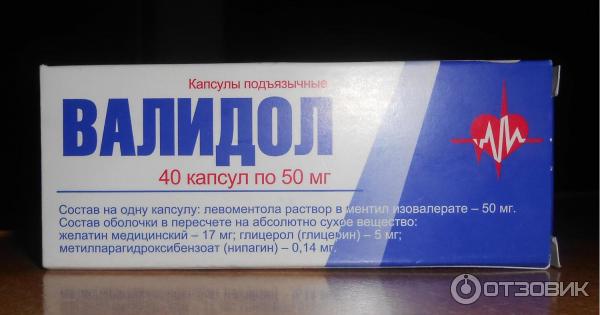 Капсулы подъязычные
ВАЛИДОЛ
40 капсул по 50 мг
Состав на одну капсулу: левоментола раствор в ментил изовалерате – 50 мг.
Состав оболочки в пересчете на абсолютно сухое вещество:
желатин медицинский – 17 мг; глицерол (глицерин) – 5 мг;
метилпарагидроксибензоат (нипагин) – 0,14 мг.
ОТЗОВИК